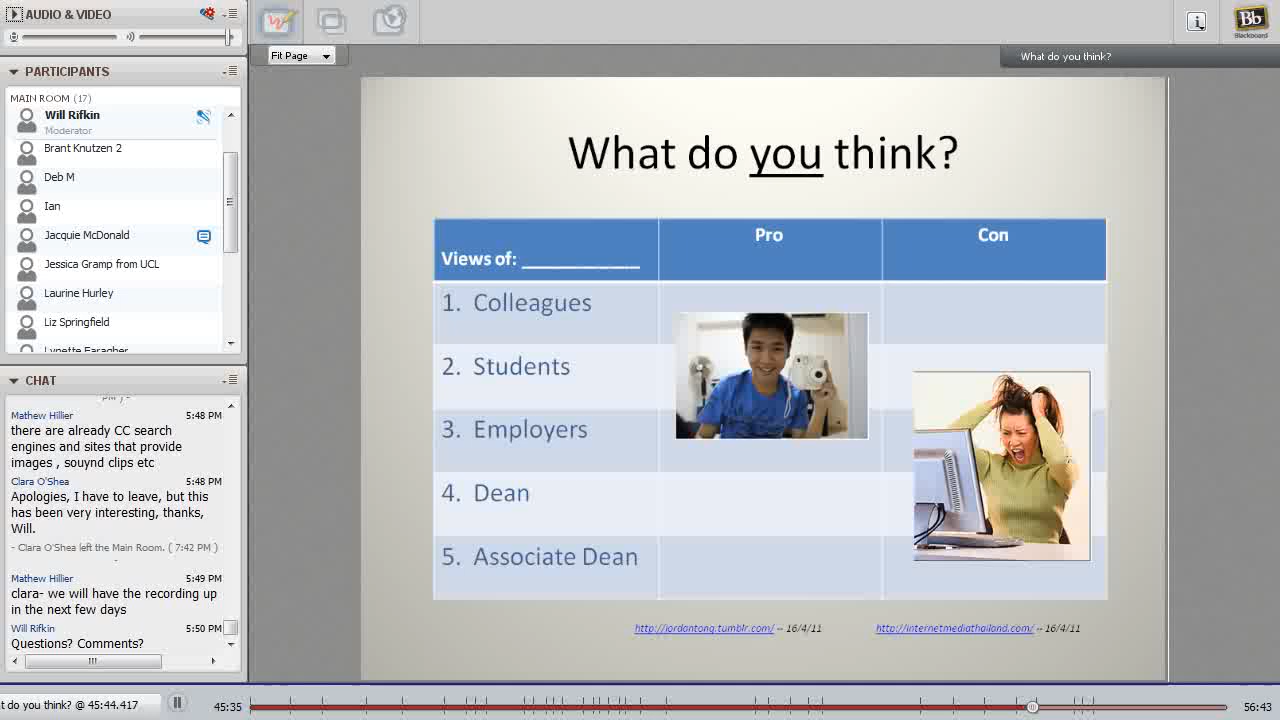 AUDIO & VIDEO
Fit Page
What do you think?
Bb
Blackboard
PARTICIPANTS
MAIN ROOM (17)
Will Rifkin
Moderator
Brant Knutzen 2
Deb M
Ian
Jacquie McDonald
Jessica Gramp from UCL
Laurine Hurley
Liz Springfield
CHAT
Mathew Hillier 5:48 PM
there are already CC search
engines and sites that provide
images , souynd clips etc
Clara O'Shea 5:48 PM
Apologies, I have to leave, but this
has been very interesting, thanks,
Will.
- Clara O'Shea left the Main Room. ( 7:42 PM )
-
Mathew Hillier 5:49 PM
clara- we will have the recording up
in the next few days
Will Rifkin 5:50 PM
Questions? Comments?
What do you think?
Views of: ___________ Pro Con
1. Colleagues
2. Students
3. Employers
4. Dean
5. Associate Dean
http://jordantong.tumblr.com/ -- 16/4/11 http://internetmediathailand.com/ -- 16/4/11
t do you think? @ 45:44.117 45:35 56:43